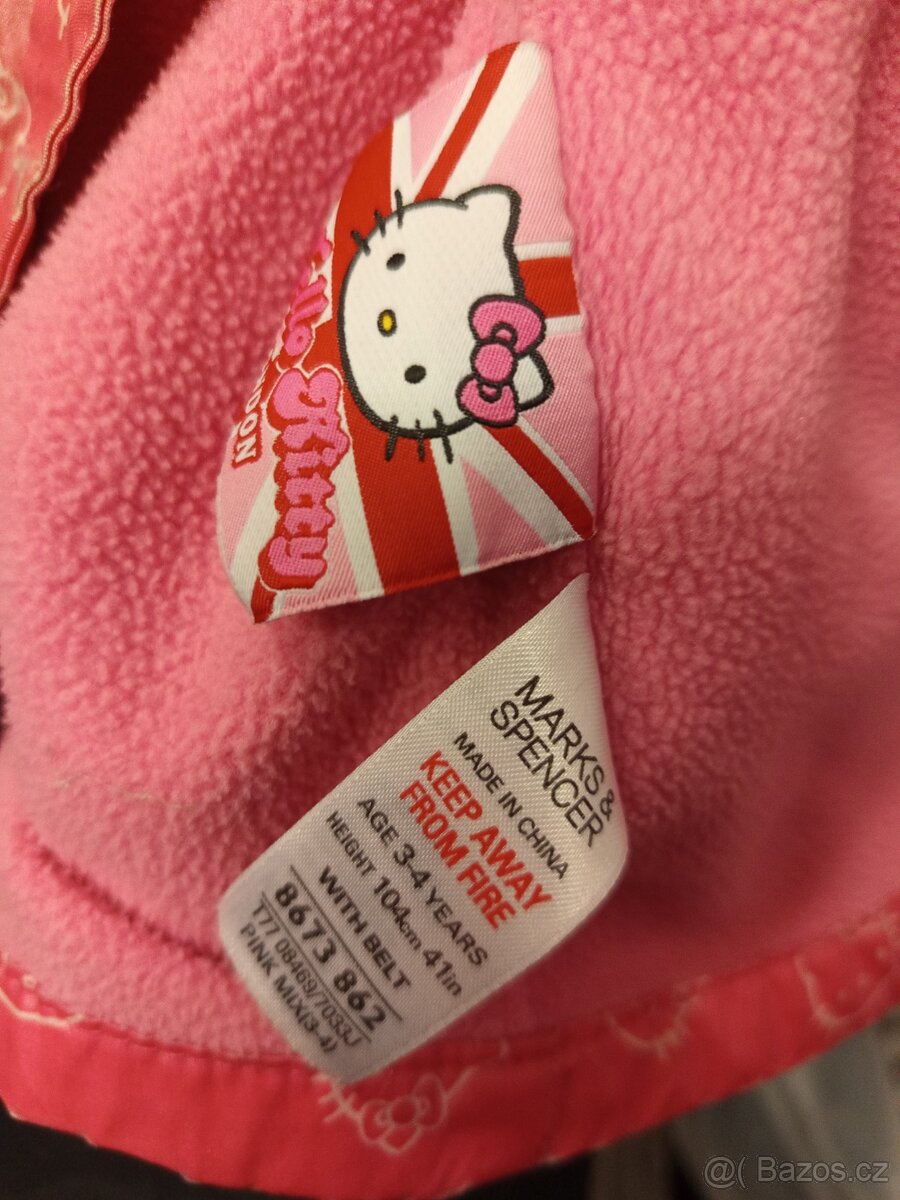 Hello
Kitty
LONDON
MARKS &
SPENCER
MADE IN CHINA
KEEP AWAY
FROM FIRE
AGE 3-4 YEARS
HEIGHT 104cm 41in
WITH BELT
8673 862
T77 08469/7033J
PINK MIX(3-4)
@( Bazos.cz